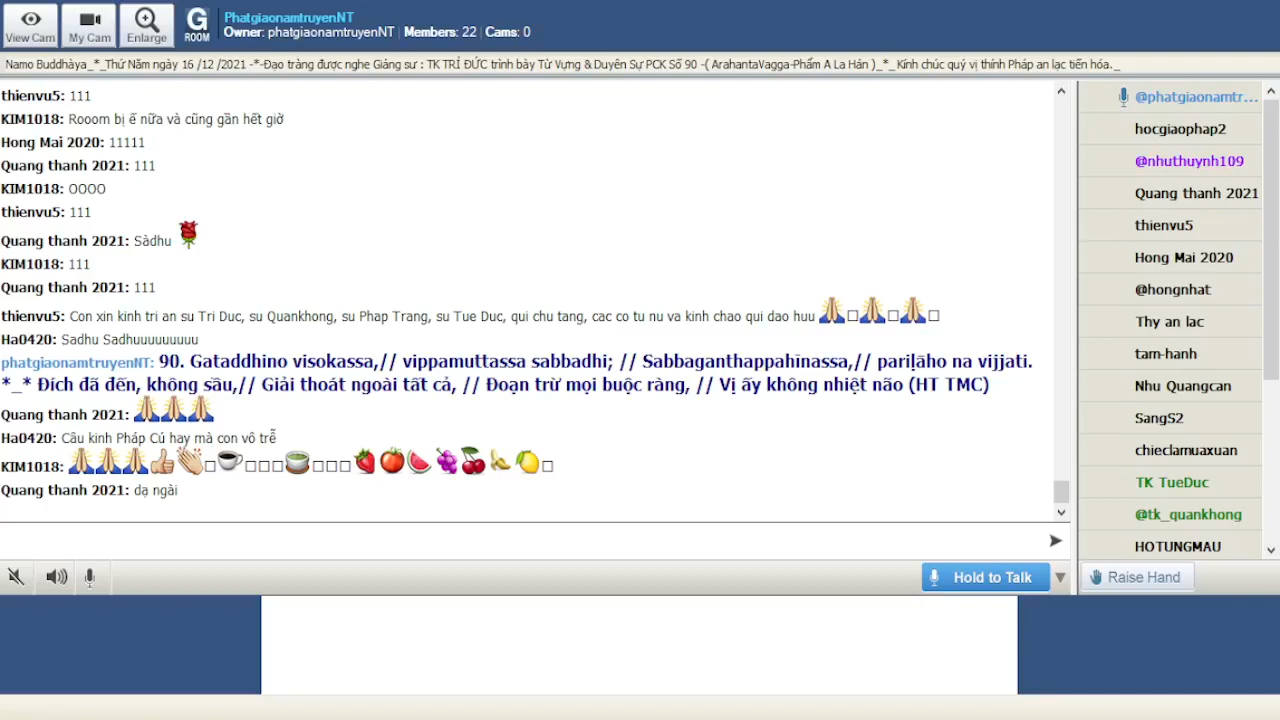 View Cam
My Cam
Enlarge
G
ROOM
PhatgiaonamtruyenNT
Owner: phatgiaonamtruyenNT | Members: 22 | Cams: 0
Namo Buddhàya_*_Thứ Năm ngày 16 /12 /2021 -*-Đạo tràng được nghe Giảng sư : TK TRÍ ĐỨC trình bày Từ Vựng & Duyên Sự PCK Số 90 -( ArahantaVagga-Phẩm A La Hán )_*_ Kính chúc quý vị thính Pháp an lạc tiến hóa._
thienvu5: 111
KIM1018: Rooom bị ế nữa và cũng gần hết giờ
Hong Mai 2020: 11111
Quang thanh 2021: 111
KIM1018: OOOO
thienvu5: 111
Quang thanh 2021: Sàdhu
KIM1018: 111
Quang thanh 2021: 111
thienvu5: Con xin kinh tri an su Tri Duc, su Quankhong, su Phap Trang, su Tue Duc, qui chu tang, cac co tu nu va kinh chao qui dao huu
Ha0420: Sadhu Sadhuuuuuuuuu
phatgiaonamtruyenNT: 90. Gataddhino visokassa,// vippamuttassa sabbadhi; // Sabbaganthappahīnassa,// pariḷāho na vijjati.
*_* Đích đã đến, không sầu,// Giải thoát ngoài tất cả, // Đoạn trừ mọi buộc ràng, // Vị ấy không nhiệt não (HT TMC)
Quang thanh 2021:
Ha0420: Câu kinh Pháp Cú hay mà con vô trễ
KIM1018:
Quang thanh 2021: dạ ngài
@phatgiaonamtr...
hocgiaophap2
@nhuthuynh109
Quang thanh 2021
thienvu5
Hong Mai 2020
@hongnhat
Thy an lac
tam-hanh
Nhu Quangcan
SangS2
chieclamuaxuan
TK TueDuc
@tk_quankhong
HOTUNGMAU
Hold to Talk
Raise Hand